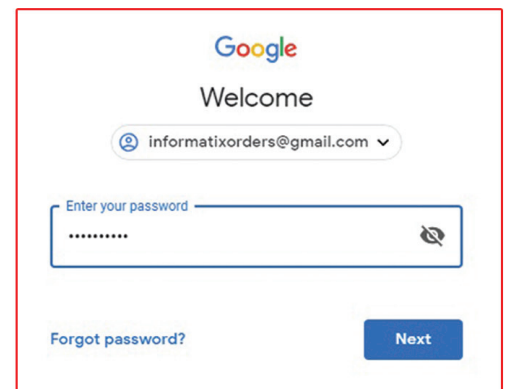 Google
Welcome
informatixorders@gmail.com
Enter your password
••••••••••
Forgot password?
Next